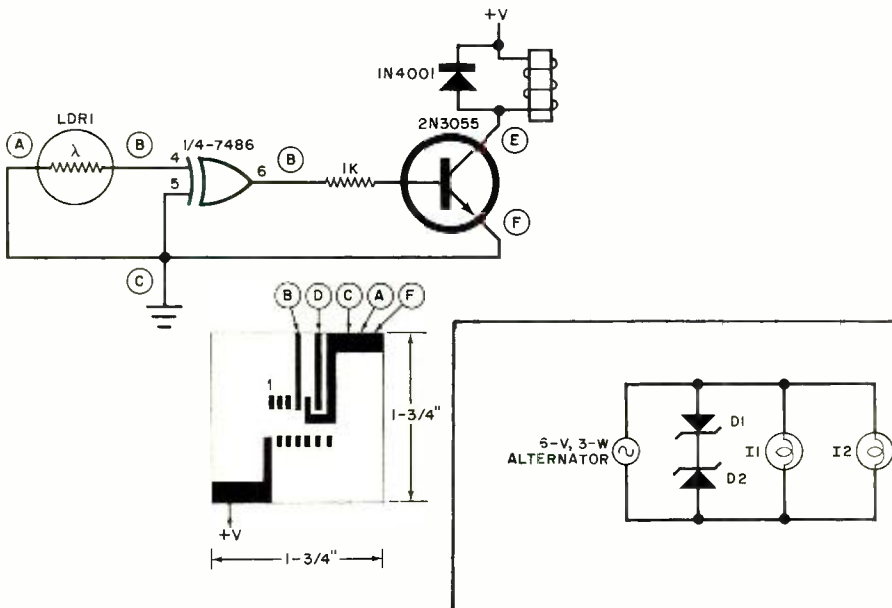 +V
1N4001
LDR1
2N3055
A
λ
B
1/4-7486
4
5
6
B
1K
E
F
C
B D C A F
1
1-3/4"
+V
1-3/4"
6-V, 3-W
ALTERNATOR
D1
D2
I1
I2